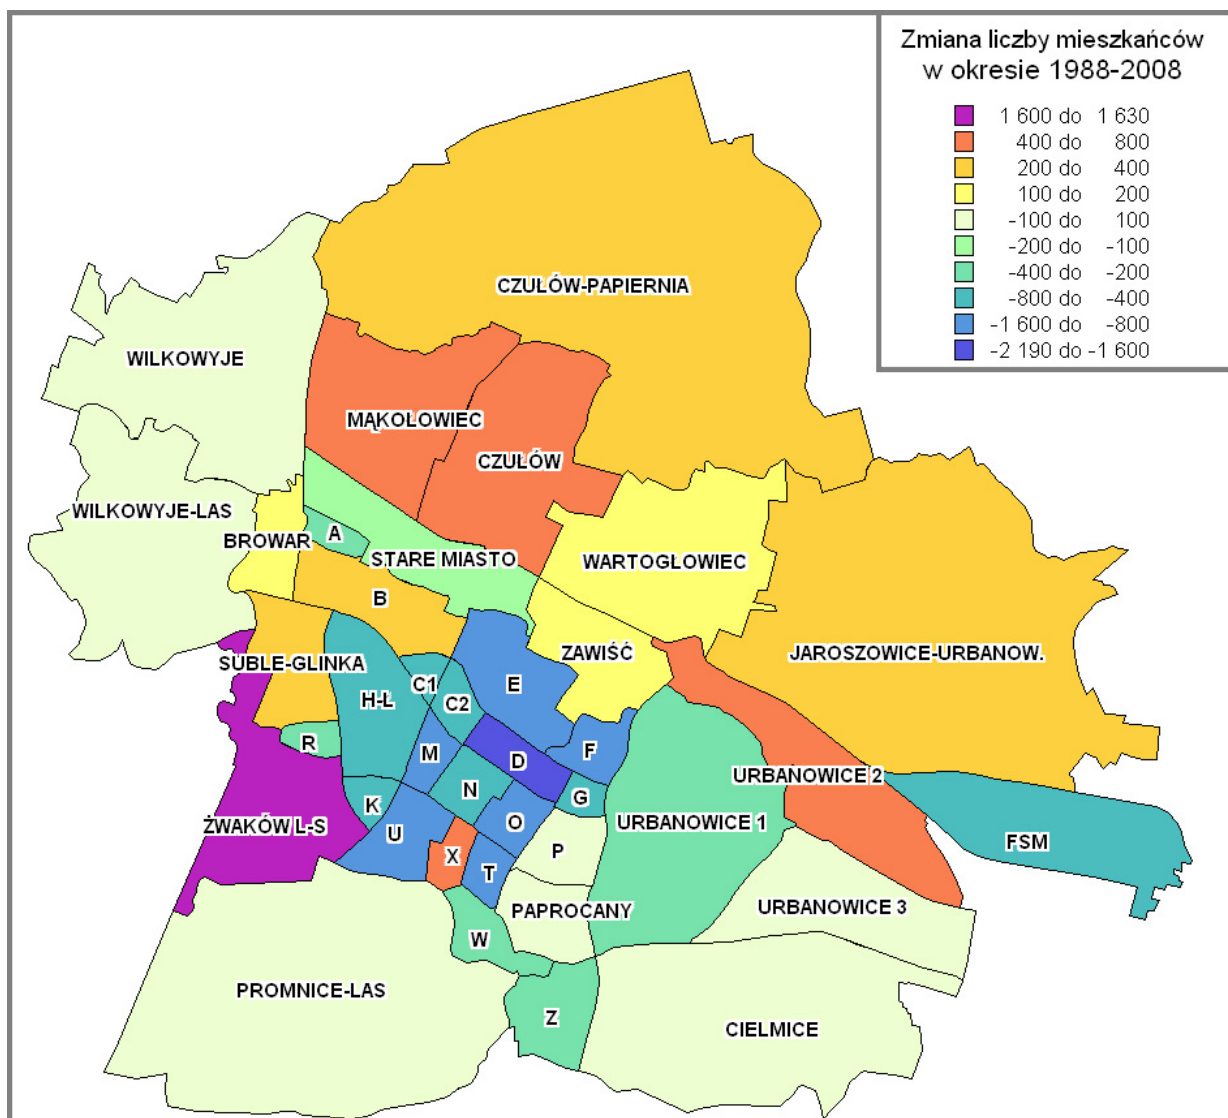 Zmiana liczby mieszkańców
w okresie 1988-2008
1 600 do 1 630
400 do 800
200 do 400
100 do 200
-100 do 100
-200 do -100
-400 do -200
-800 do -400
-1 600 do -800
-2 190 do -1 600
CZUŁÓW-PAPIERNIA
WILKOWYJE
MĄKOŁOWIEC
CZUŁÓW
WILKOWYJE-LAS
BROWAR
A
STARE MIASTO
WARTOGŁOWIEC
B
ZAWIŚĆ
JAROSZOWICE-URBANOW.
SUBLE-GLINKA
C1
E
H-Ł
C2
R
M
F
D
URBANOWICE 2
N
G
K
O
URBANOWICE 1
ŻWAKÓW L-S
U
FSM
P
X
T
PAPROCANY
URBANOWICE 3
W
PROMNICE-LAS
Z
CIELMICE